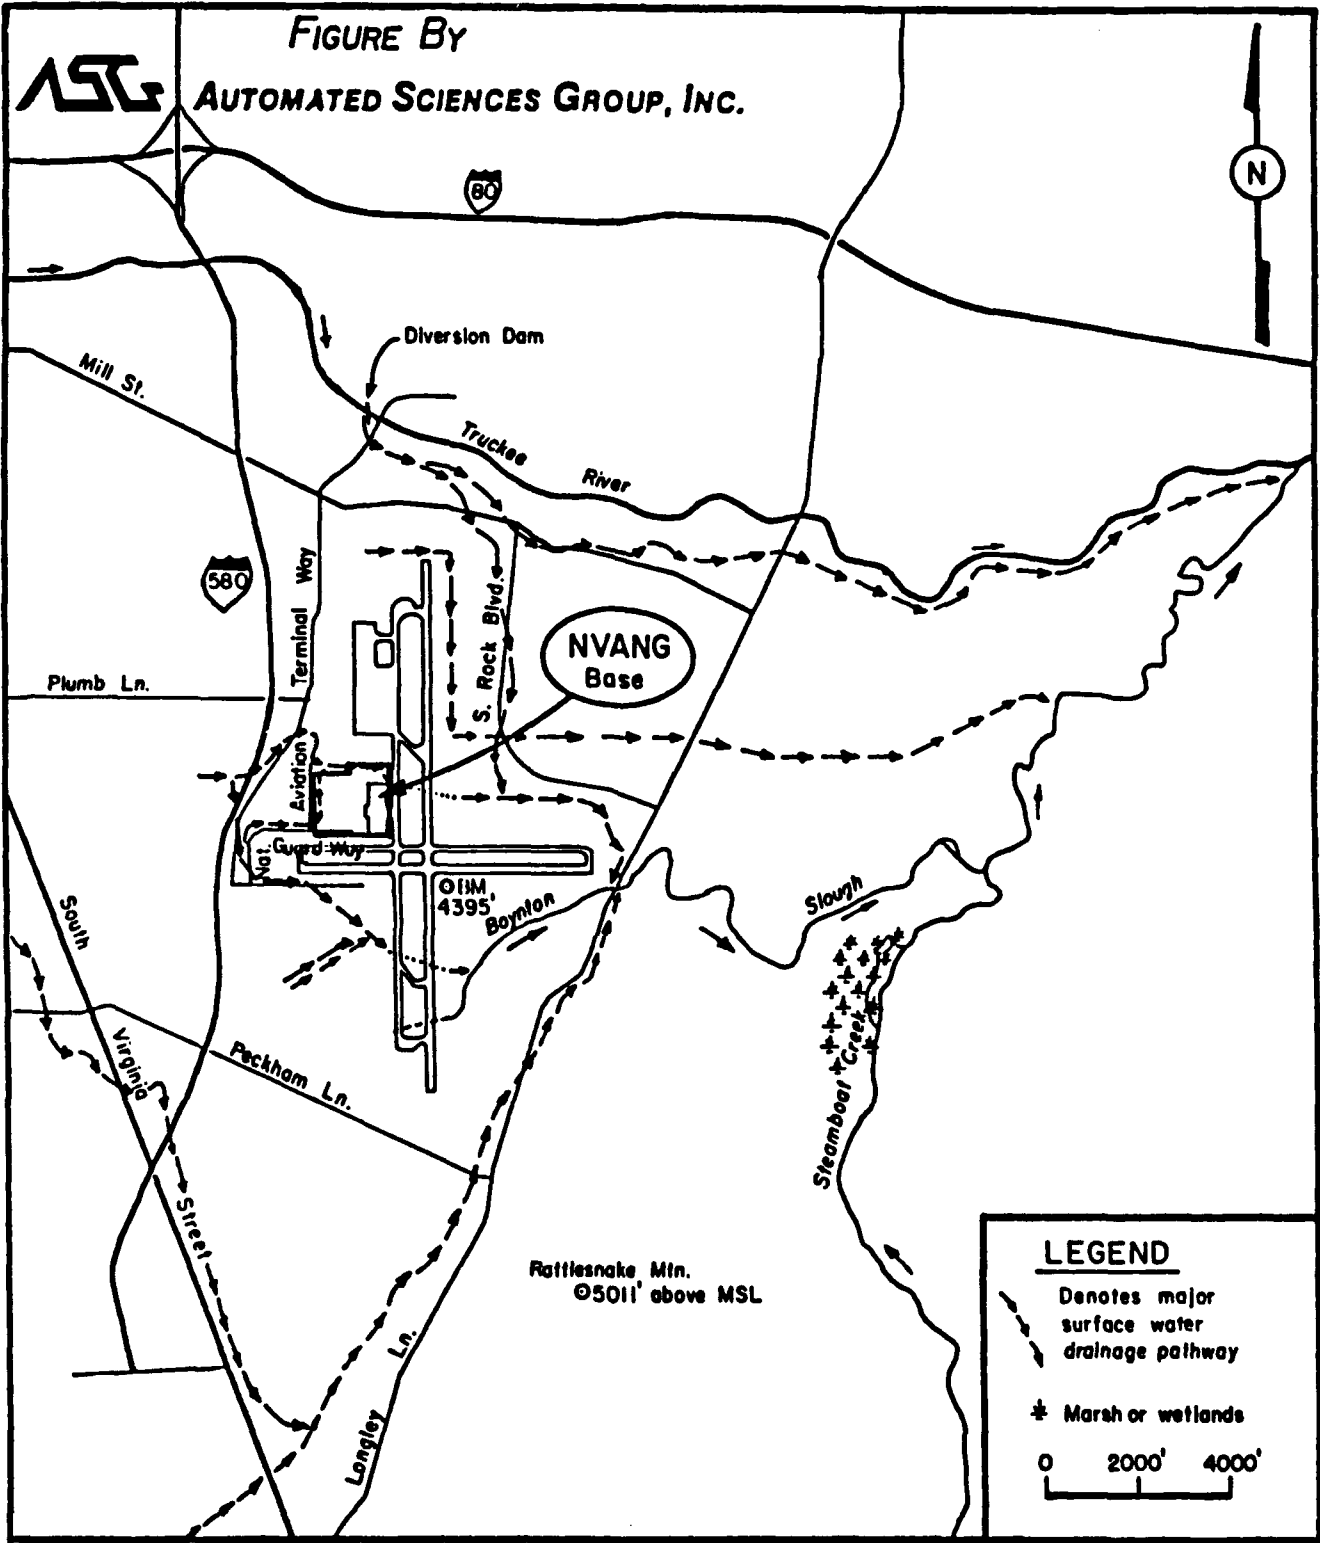 FIGURE BY
ASG
AUTOMATED SCIENCES GROUP, INC.
N
80
Diversion Dam
Mill St.
Truckee
River
580
Terminal Way
S. Rock Blvd.
NVANG
Base
Plumb Ln.
Aviation
Nat.
Guard Way
BM
4395'
Boynton
Slough
South
Virginia
Street
Peckham Ln.
Steamboat Creek
Rattlesnake Mtn.
5011' above MSL
Longley Ln.
LEGEND
Denotes major
surface water
drainage pathway
Marsh or wetlands
0 2000' 4000'